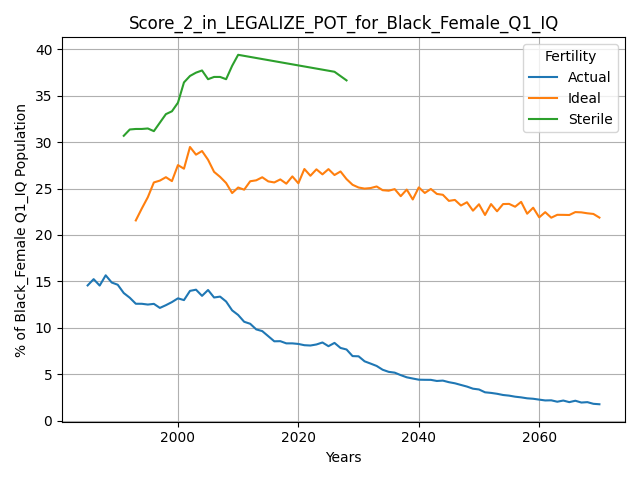 Score_2_in_LEGALIZE_POT_for_Black_Female_Q1_IQ
% of Black_Female Q1_IQ Population
40
35
30
25
20
15
10
5
0
Fertility
Actual
Ideal
Sterile
2000
2020
2040
2060
Years